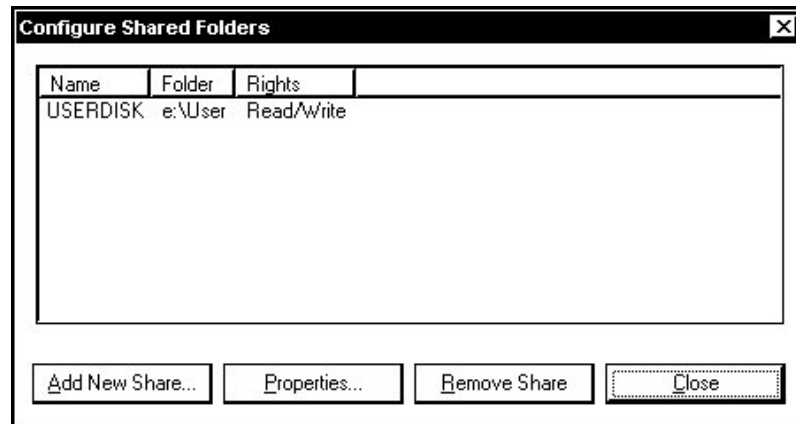 Configure Shared Folders
Name Folder Rights
USERDISK e:\User Read/Write
Add New Share... Properties... Remove Share Close